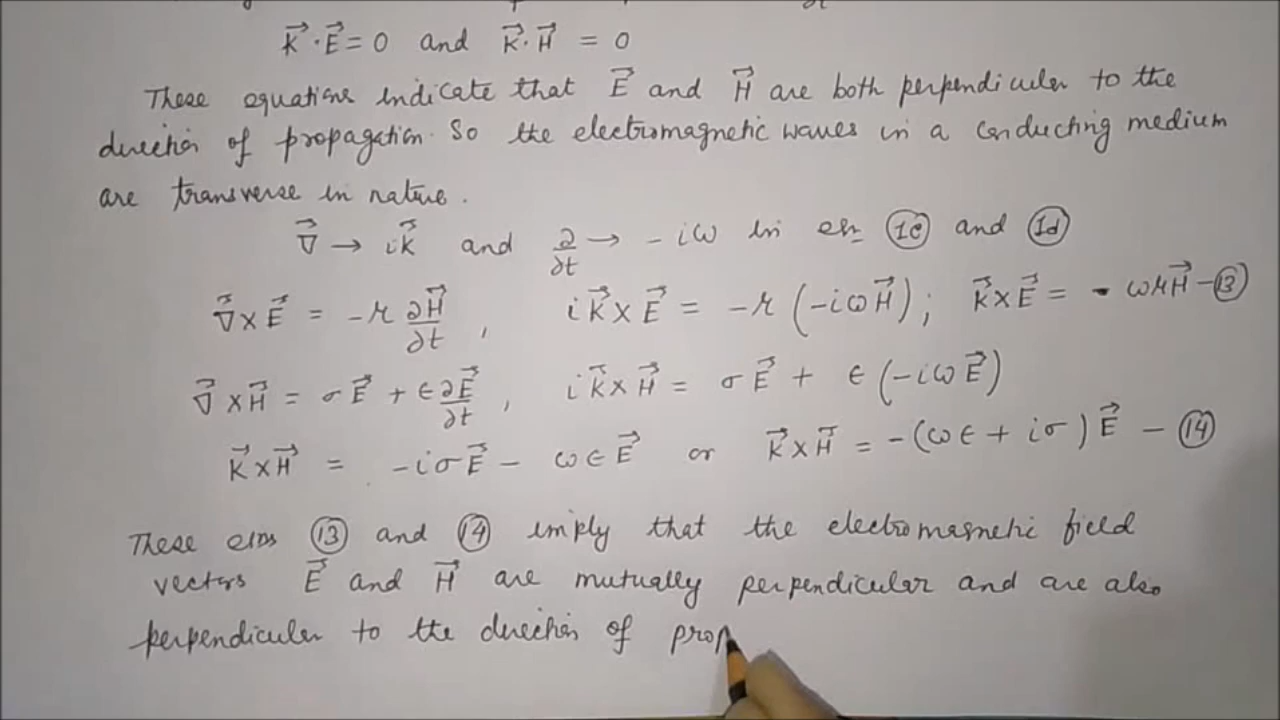 K⃗ · E⃗ = 0 and K⃗ · H⃗ = 0
These equations indicate that E⃗ and H⃗ are both perpendicular to the
direction of propagation. So the electromagnetic waves in a conducting medium
are transverse in nature.
∇⃗ → ik⃗ and ∂/∂t → -iω in eqn (1c) and (1d)
∇⃗ × E⃗ = -μ ∂H⃗/∂t , i K⃗ × E⃗ = -μ (-iωH⃗) ; K⃗ × E⃗ = - ωμH⃗ - (13)
∇⃗ × H⃗ = σE⃗ + ε ∂E⃗/∂t , i k⃗ × H⃗ = σE⃗ + ε (-iωE⃗)
K⃗ × H⃗ = -iσE⃗ - ωεE⃗ or K⃗ × H⃗ = -(ωε + iσ) E⃗ - (14)
These eqns (13) and (14) imply that the electromagnetic field
vectors E⃗ and H⃗ are mutually perpendicular and are also
perpendicular to the direction of prop